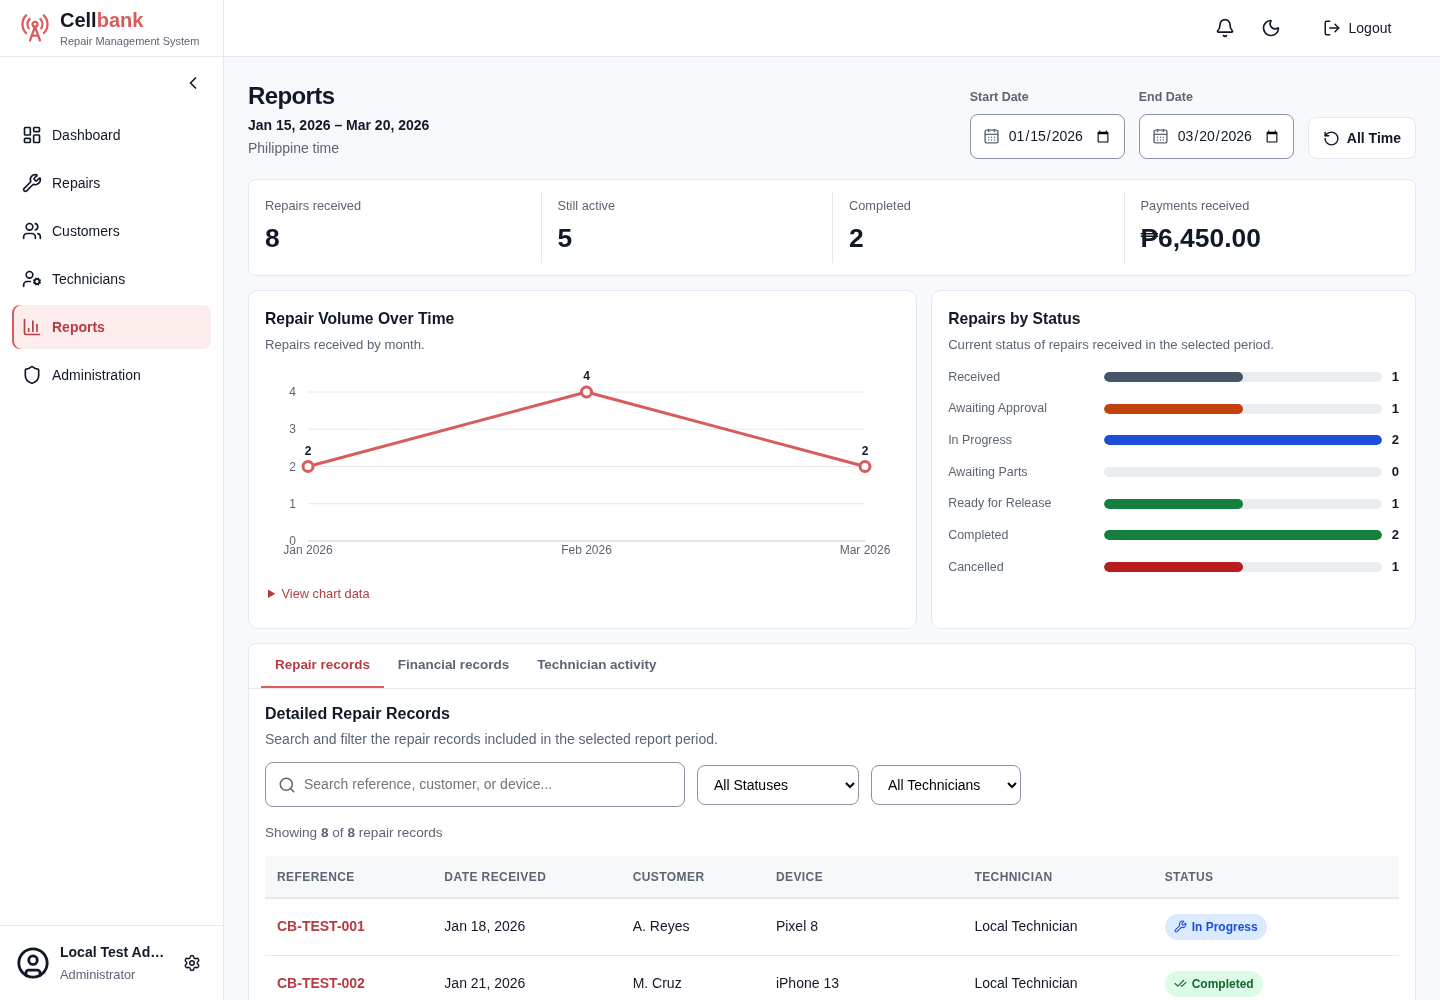 Cellbank
Repair Management System
Logout
Dashboard
Repairs
Customers
Technicians
Reports
Administration
Local Test Ad...
Administrator
Reports
Jan 15, 2026 – Mar 20, 2026
Philippine time
Start Date
01/15/2026
End Date
03/20/2026
All Time
Repairs received
8
Still active
5
Completed
2
Payments received
₱6,450.00
Repair Volume Over Time
Repairs received by month.
4
3
2
1
0
2
4
2
Jan 2026
Feb 2026
Mar 2026
View chart data
Repairs by Status
Current status of repairs received in the selected period.
Received 1
Awaiting Approval 1
In Progress 2
Awaiting Parts 0
Ready for Release 1
Completed 2
Cancelled 1
Repair records Financial records Technician activity
Detailed Repair Records
Search and filter the repair records included in the selected report period.
Search reference, customer, or device...
All Statuses
All Technicians
Showing 8 of 8 repair records
REFERENCE DATE RECEIVED CUSTOMER DEVICE TECHNICIAN STATUS
CB-TEST-001 Jan 18, 2026 A. Reyes Pixel 8 Local Technician In Progress
CB-TEST-002 Jan 21, 2026 M. Cruz iPhone 13 Local Technician Completed